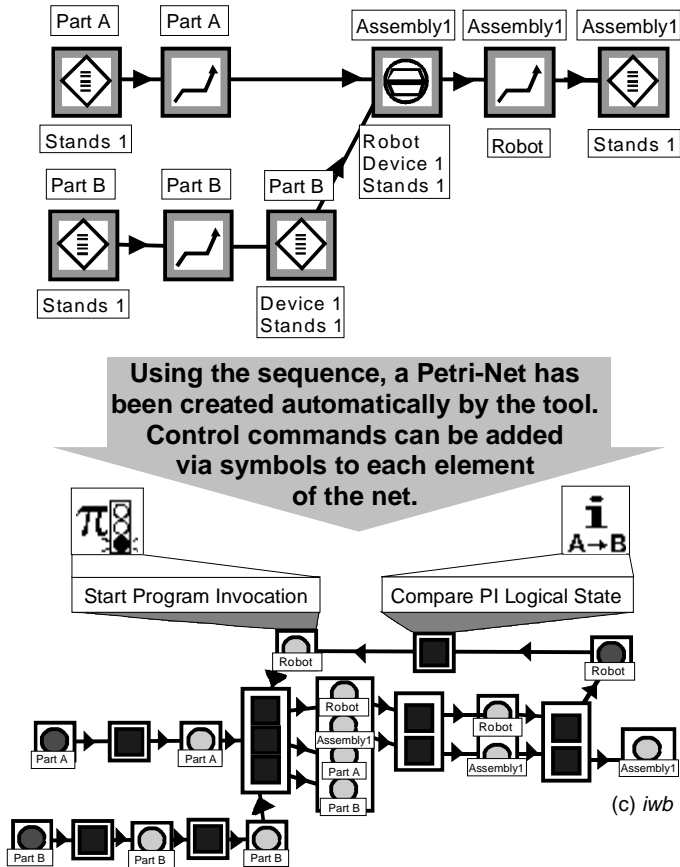 Part A
Part A
Assembly1
Assembly1
Assembly1
Stands 1
Robot
Device 1
Stands 1
Robot
Stands 1
Part B
Part B
Part B
Stands 1
Device 1
Stands 1
Using the sequence, a Petri-Net has
been created automatically by the tool.
Control commands can be added
via symbols to each element
of the net.
π
i
A→B
Start Program Invocation
Compare PI Logical State
Robot
Robot
Robot
Robot
Assembly1
Part A
Part A
Part A
Assembly1
Assembly1
Part B
(c) iwb
Part B
Part B
Part B